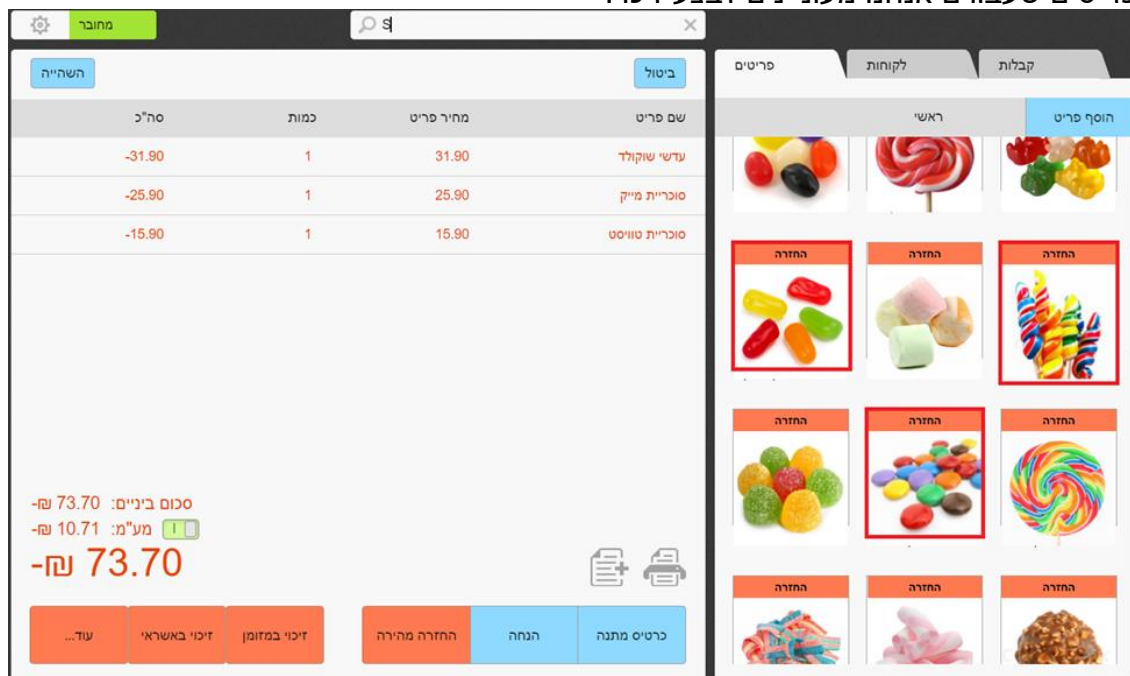 מחובר
S
השהייה
ביטול
שם פריט מחיר פריט כמות סה"כ
עדשי שוקולד 31.90 1 -31.90
סוכריית מייק 25.90 1 -25.90
סוכריית טוויסט 15.90 1 -15.90
סכום ביניים: 73.70 ₪-
מע"מ: 10.71 ₪-
-₪ 73.70
כרטיס מתנה
הנחה
החזרה מהירה
זיכוי במזומן
זיכוי באשראי
עוד...
קבלות
לקוחות
פריטים
הוסף פריט
ראשי
החזרה
החזרה
החזרה
החזרה
החזרה
החזרה
החזרה
החזרה
החזרה